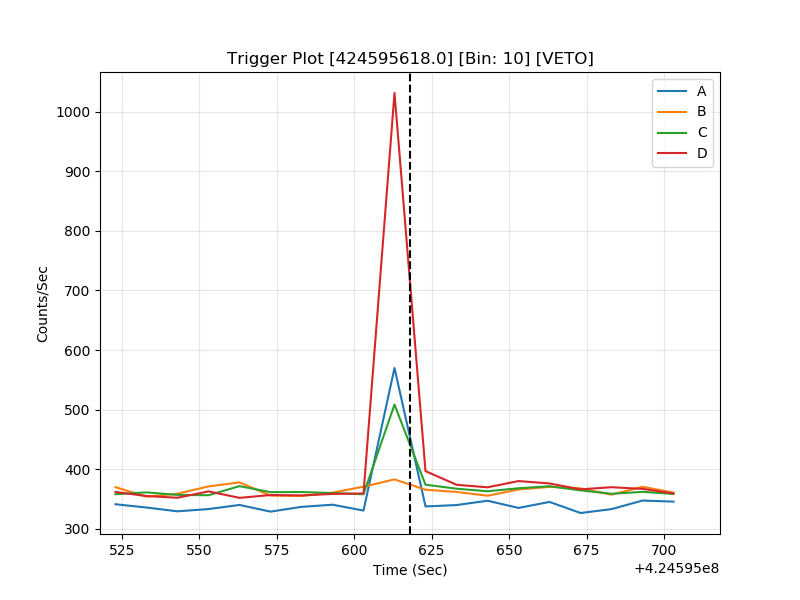 Trigger Plot [424595618.0] [Bin: 10] [VETO]
A
B
C
D
1000
900
800
700
600
500
400
300
Counts/Sec
525 550 575 600 625 650 675 700
Time (Sec)
+4.24595e8